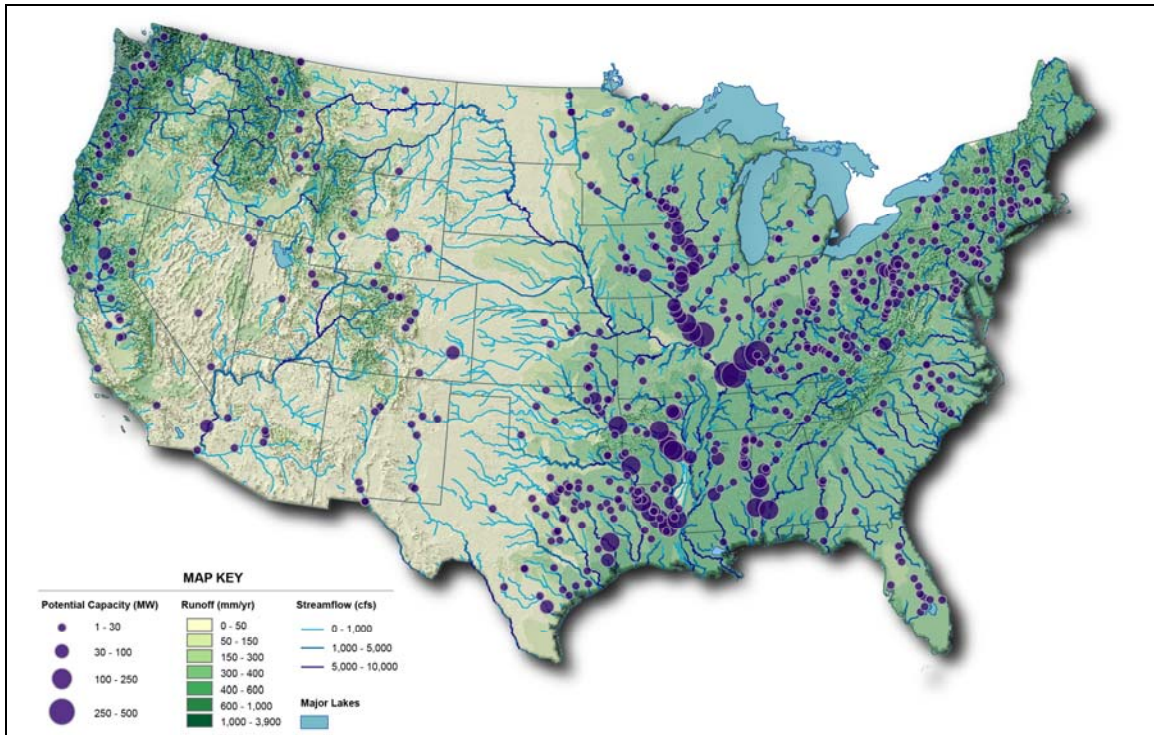 MAP KEY
Potential Capacity (MW)
1 - 30
30 - 100
100 - 250
250 - 500
Runoff (mm/yr)
0 - 50
50 - 150
150 - 300
300 - 400
400 - 600
600 - 1,000
1,000 - 3,900
Streamflow (cfs)
0 - 1,000
1,000 - 5,000
5,000 - 10,000
Major Lakes